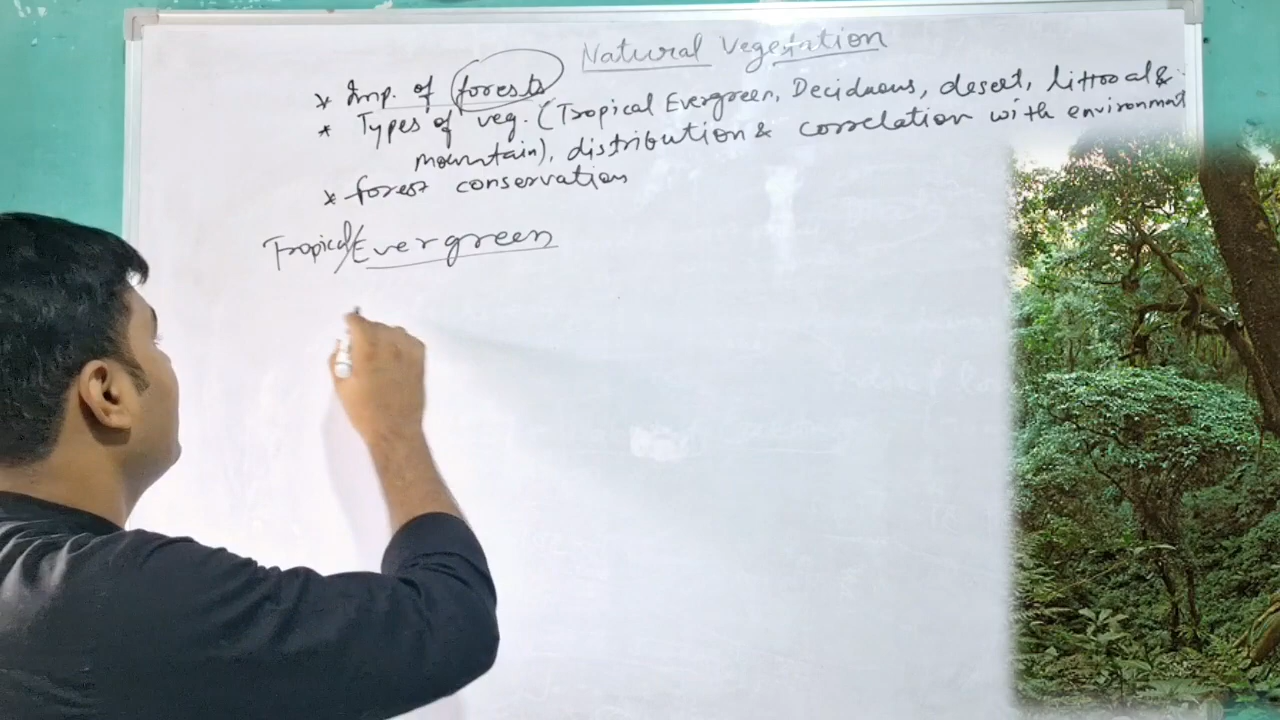 Natural Vegetation
* Imp. of forests
* Types of veg. (Tropical Evergreen, Deciduous, desert, littoral &
mountain), distribution & correlation with environment
* forest conservation
Tropical/Evergreen